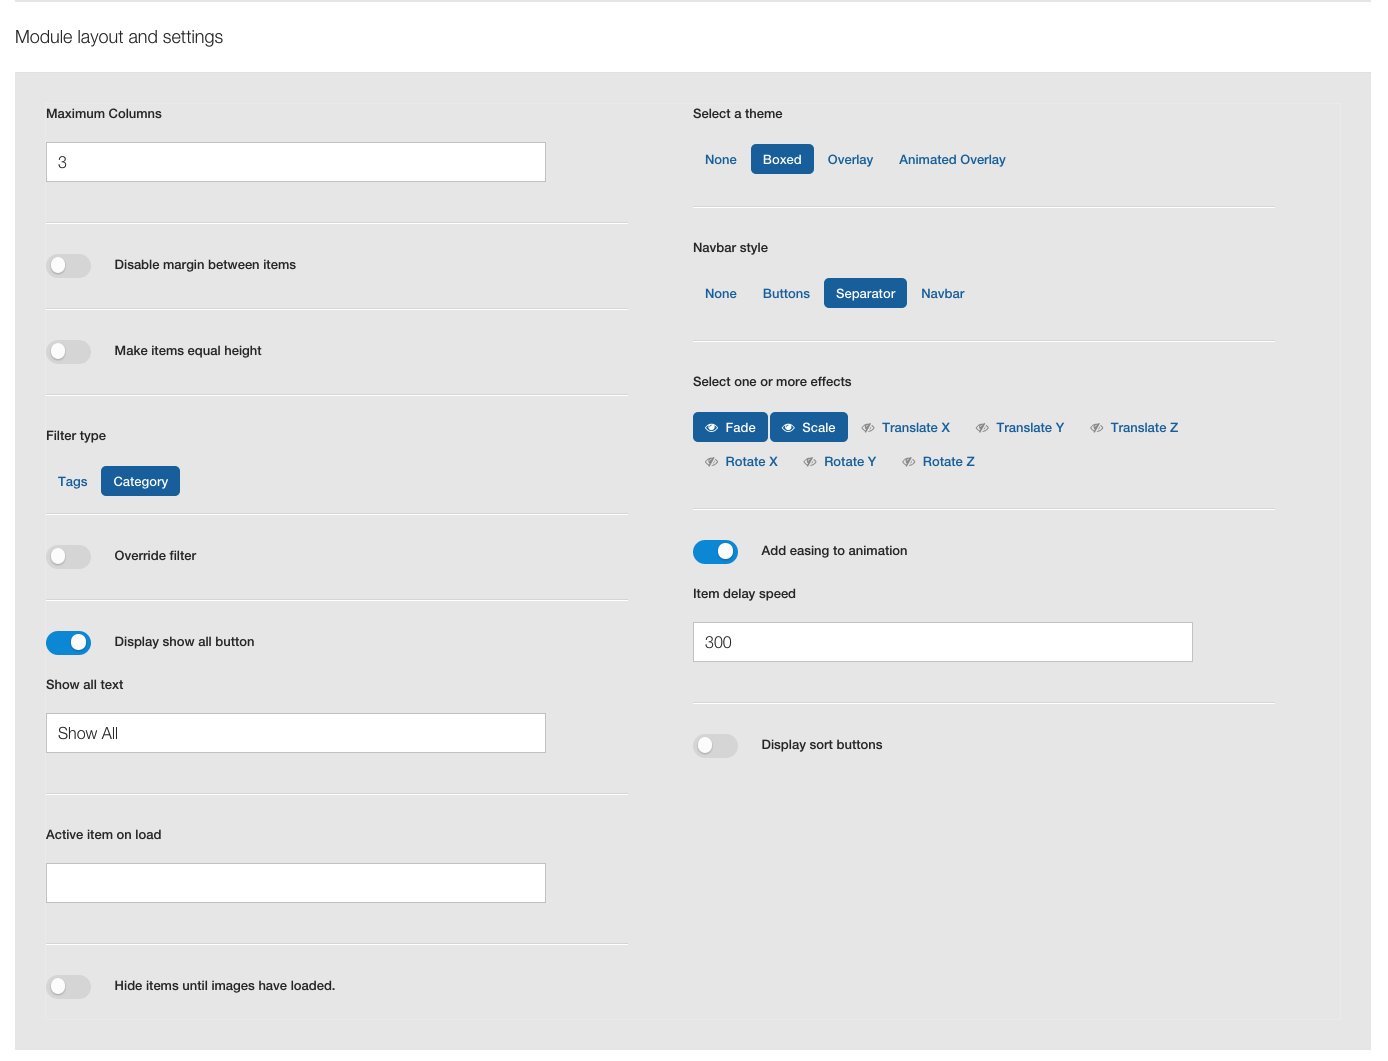 Module layout and settings
Maximum Columns
3
Disable margin between items
Make items equal height
Filter type
Tags Category
Override filter
Display show all button
Show all text
Show All
Active item on load
Hide items until images have loaded.
Select a theme
None Boxed Overlay Animated Overlay
Navbar style
None Buttons Separator Navbar
Select one or more effects
Fade Scale Translate X Translate Y Translate Z
Rotate X Rotate Y Rotate Z
Add easing to animation
Item delay speed
300
Display sort buttons